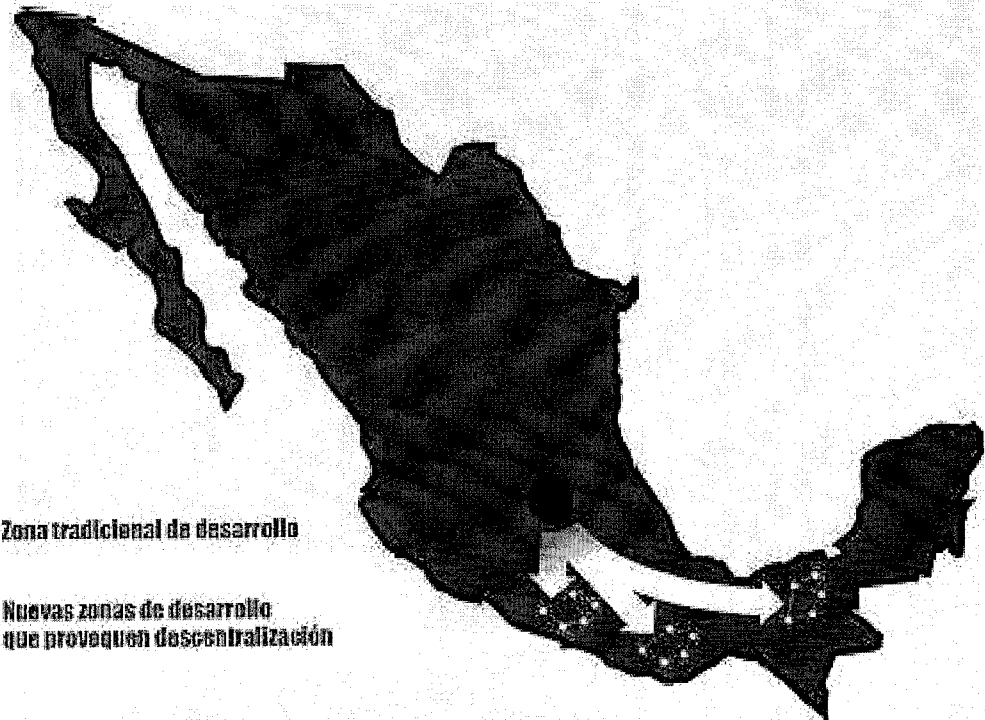 Zona tradicional de desarrollo
Nuevas zonas de desarrollo
que provoquen descentralización